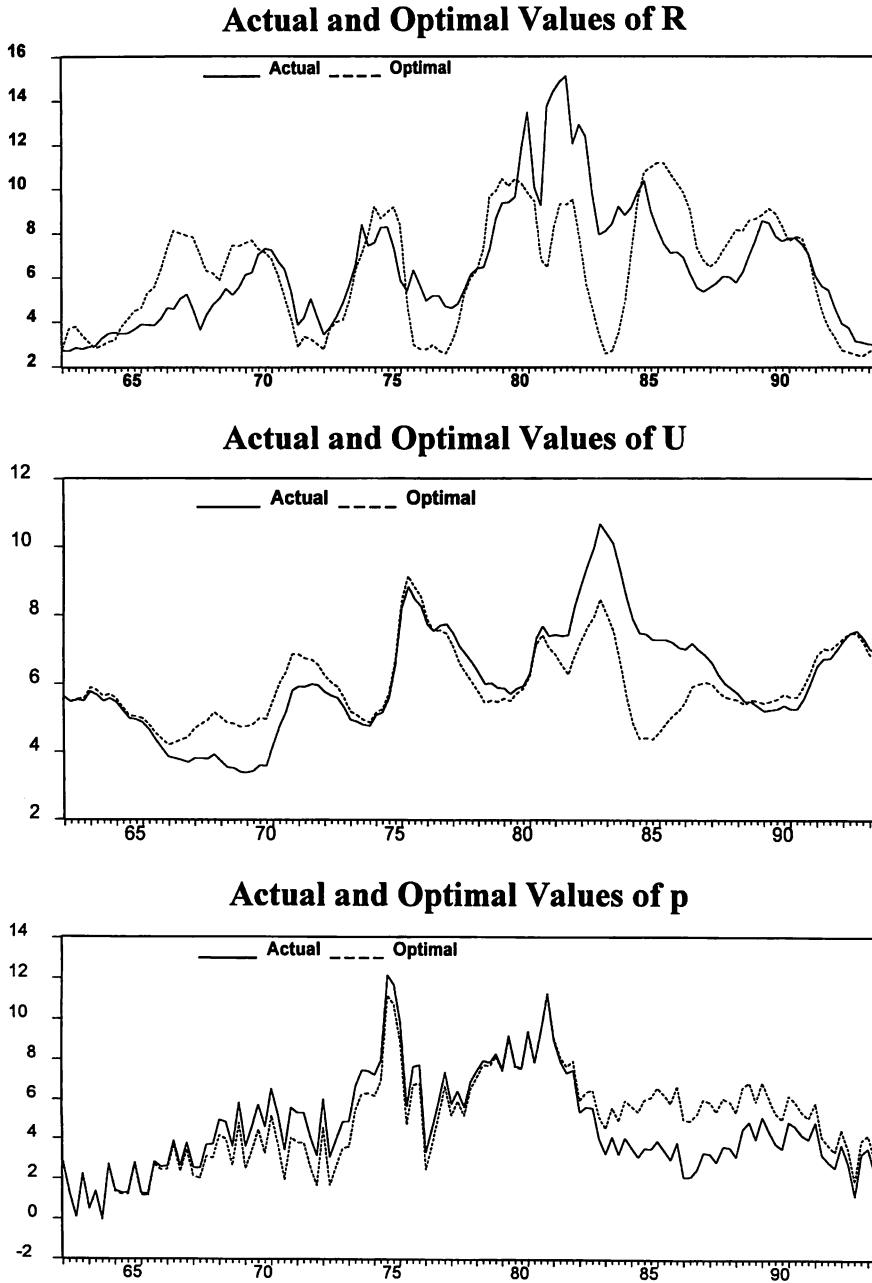 Actual and Optimal Values of R
16
14
12
10
8
6
4
2
Actual Optimal
65 70 75 80 85 90
Actual and Optimal Values of U
12
10
8
6
4
2
Actual Optimal
65 70 75 80 85 90
Actual and Optimal Values of p
14
12
10
8
6
4
2
0
-2
Actual Optimal
65 70 75 80 85 90